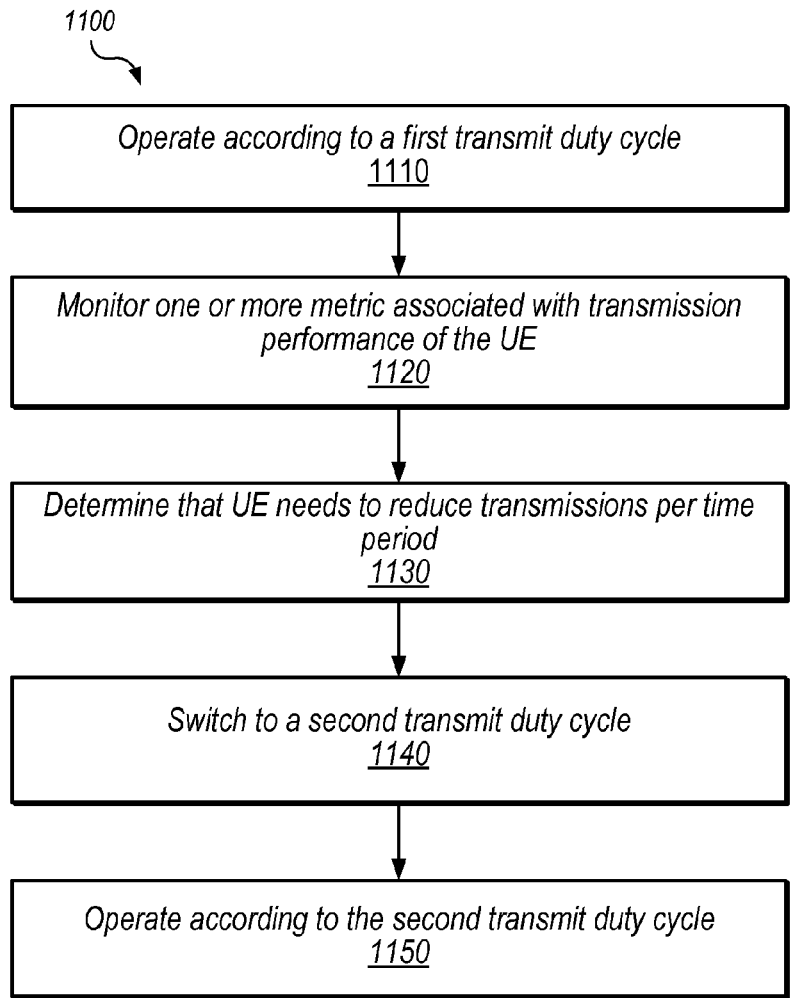 1100
Operate according to a first transmit duty cycle
1110
Monitor one or more metric associated with transmission
performance of the UE
1120
Determine that UE needs to reduce transmissions per time
period
1130
Switch to a second transmit duty cycle
1140
Operate according to the second transmit duty cycle
1150